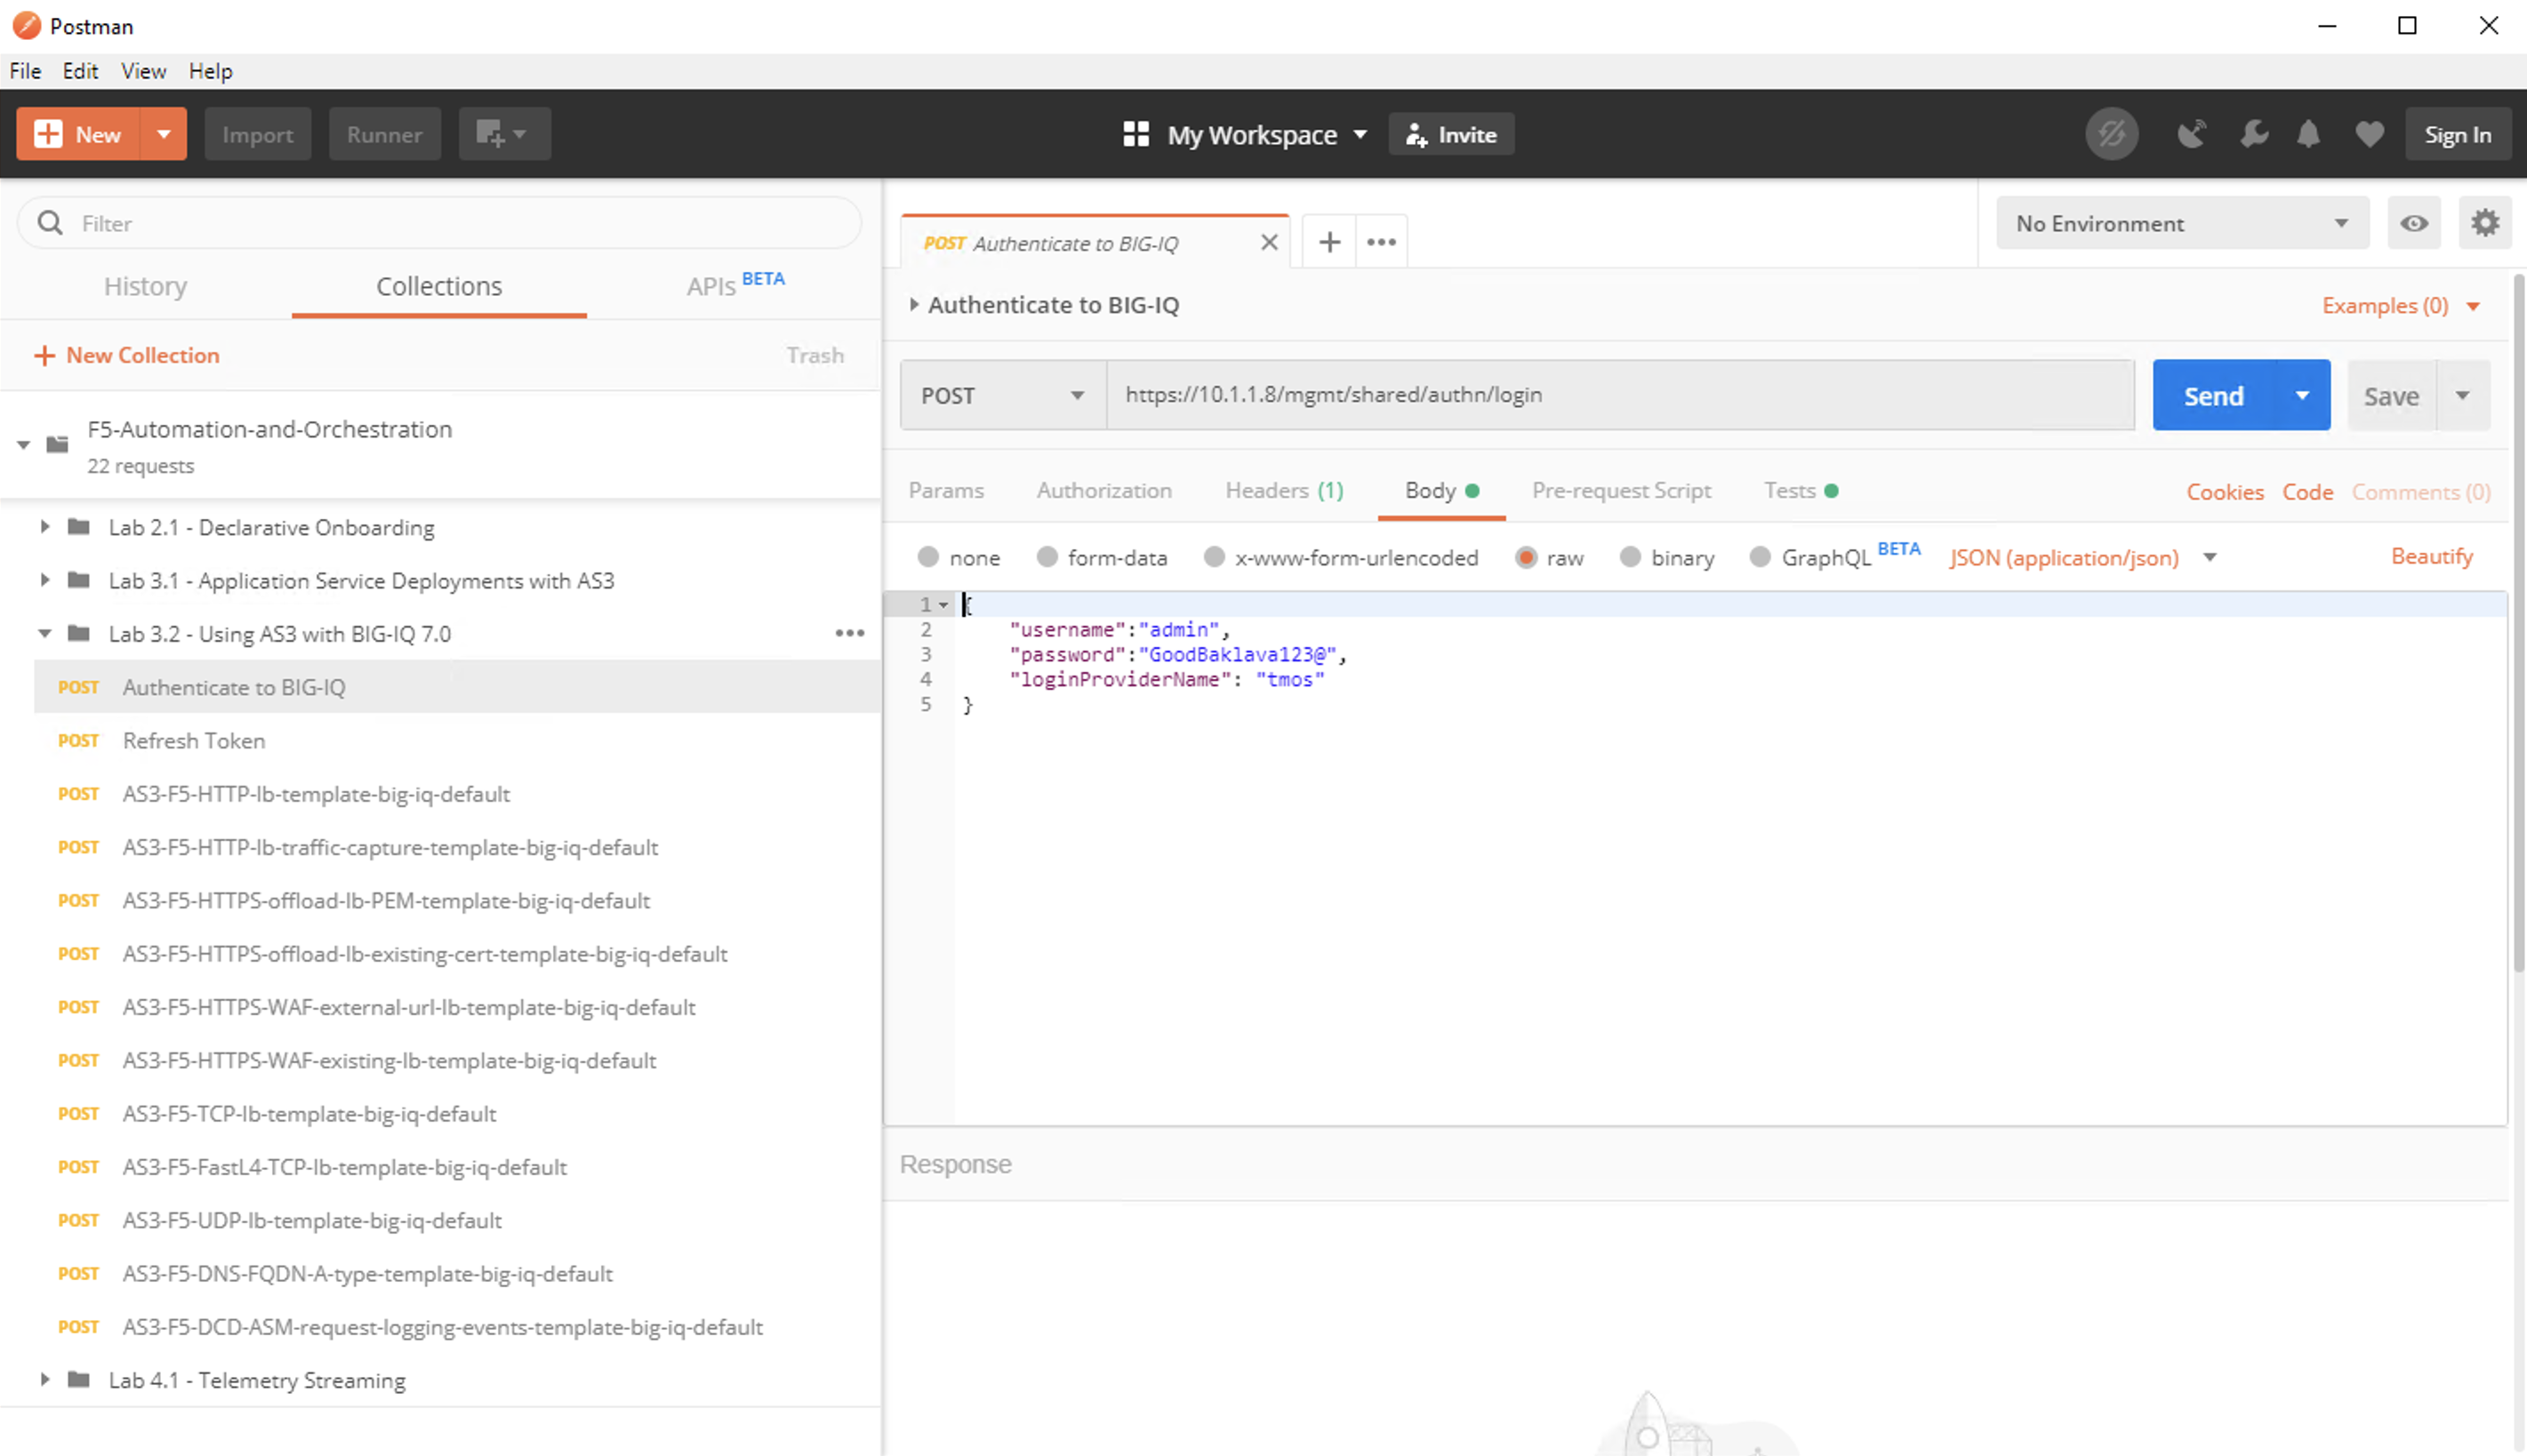 Postman
File Edit View Help
New Import Runner My Workspace Invite Sign In
Filter
History Collections APIs BETA
New Collection Trash
F5-Automation-and-Orchestration
22 requests
Lab 2.1 - Declarative Onboarding
Lab 3.1 - Application Service Deployments with AS3
Lab 3.2 - Using AS3 with BIG-IQ 7.0
POST Authenticate to BIG-IQ
POST Refresh Token
POST AS3-F5-HTTP-lb-template-big-iq-default
POST AS3-F5-HTTP-lb-traffic-capture-template-big-iq-default
POST AS3-F5-HTTPS-offload-lb-PEM-template-big-iq-default
POST AS3-F5-HTTPS-offload-lb-existing-cert-template-big-iq-default
POST AS3-F5-HTTPS-WAF-external-url-lb-template-big-iq-default
POST AS3-F5-HTTPS-WAF-existing-lb-template-big-iq-default
POST AS3-F5-TCP-lb-template-big-iq-default
POST AS3-F5-FastL4-TCP-lb-template-big-iq-default
POST AS3-F5-UDP-lb-template-big-iq-default
POST AS3-F5-DNS-FQDN-A-type-template-big-iq-default
POST AS3-F5-DCD-ASM-request-logging-events-template-big-iq-default
Lab 4.1 - Telemetry Streaming
POST Authenticate to BIG-IQ
No Environment
Authenticate to BIG-IQ Examples (0)
POST https://10.1.1.8/mgmt/shared/authn/login Send Save
Params Authorization Headers (1) Body Pre-request Script Tests Cookies Code Comments (0)
none form-data x-www-form-urlencoded raw binary GraphQL BETA JSON (application/json) Beautify
1 {
2 "username":"admin",
3 "password":"GoodBaklava123@",
4 "loginProviderName": "tmos"
5 }
Response